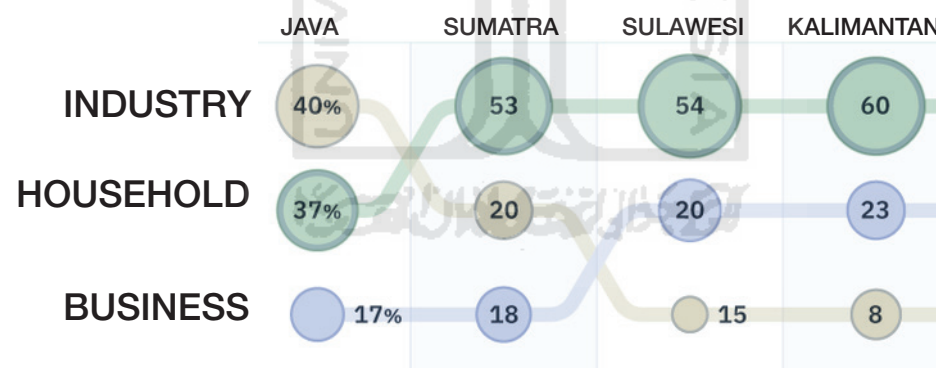 JAVA SUMATRA SULAWESI KALIMANTAN
INDUSTRY 40% 53 54 60
HOUSEHOLD 37% 20 20 23
BUSINESS 17% 18 15 8